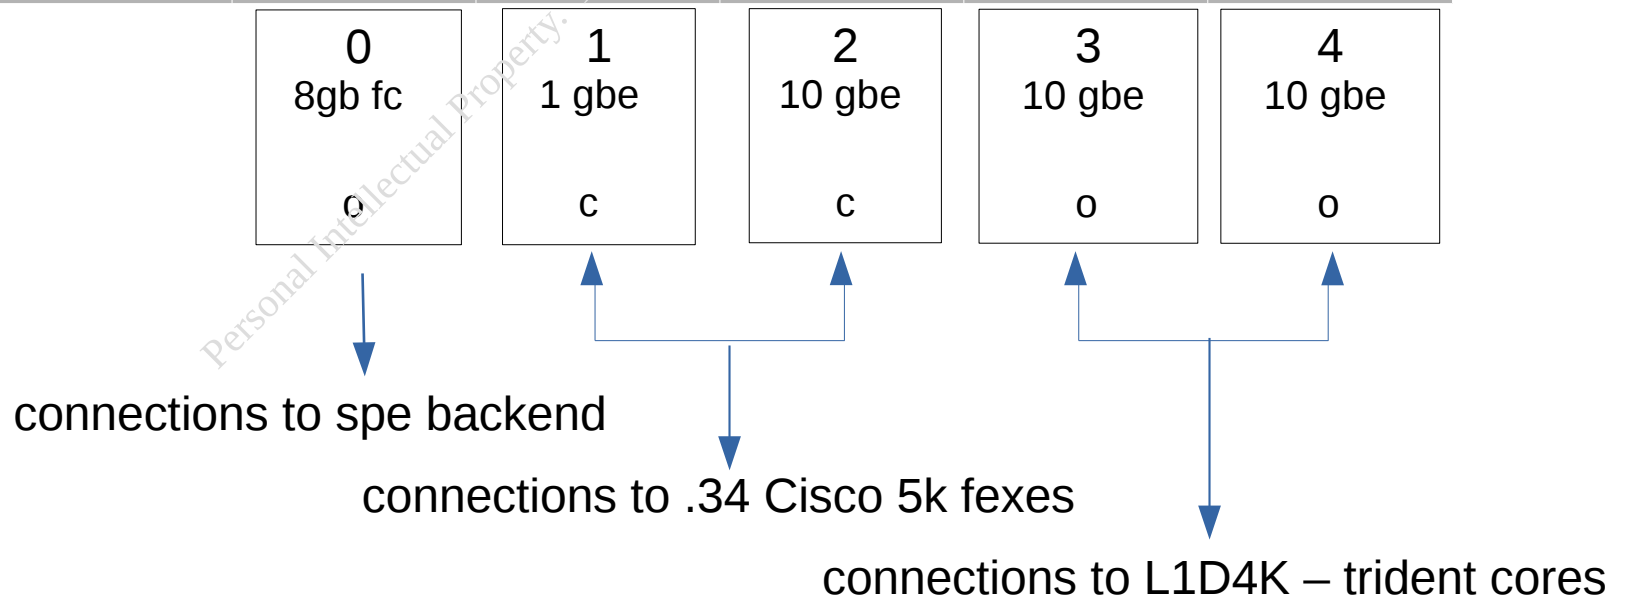 0
8gb fc
o
1
1 gbe
c
2
10 gbe
c
3
10 gbe
o
4
10 gbe
o
Personal Intellectual Property.
connections to spe backend
connections to .34 Cisco 5k fexes
connections to L1D4K – trident cores